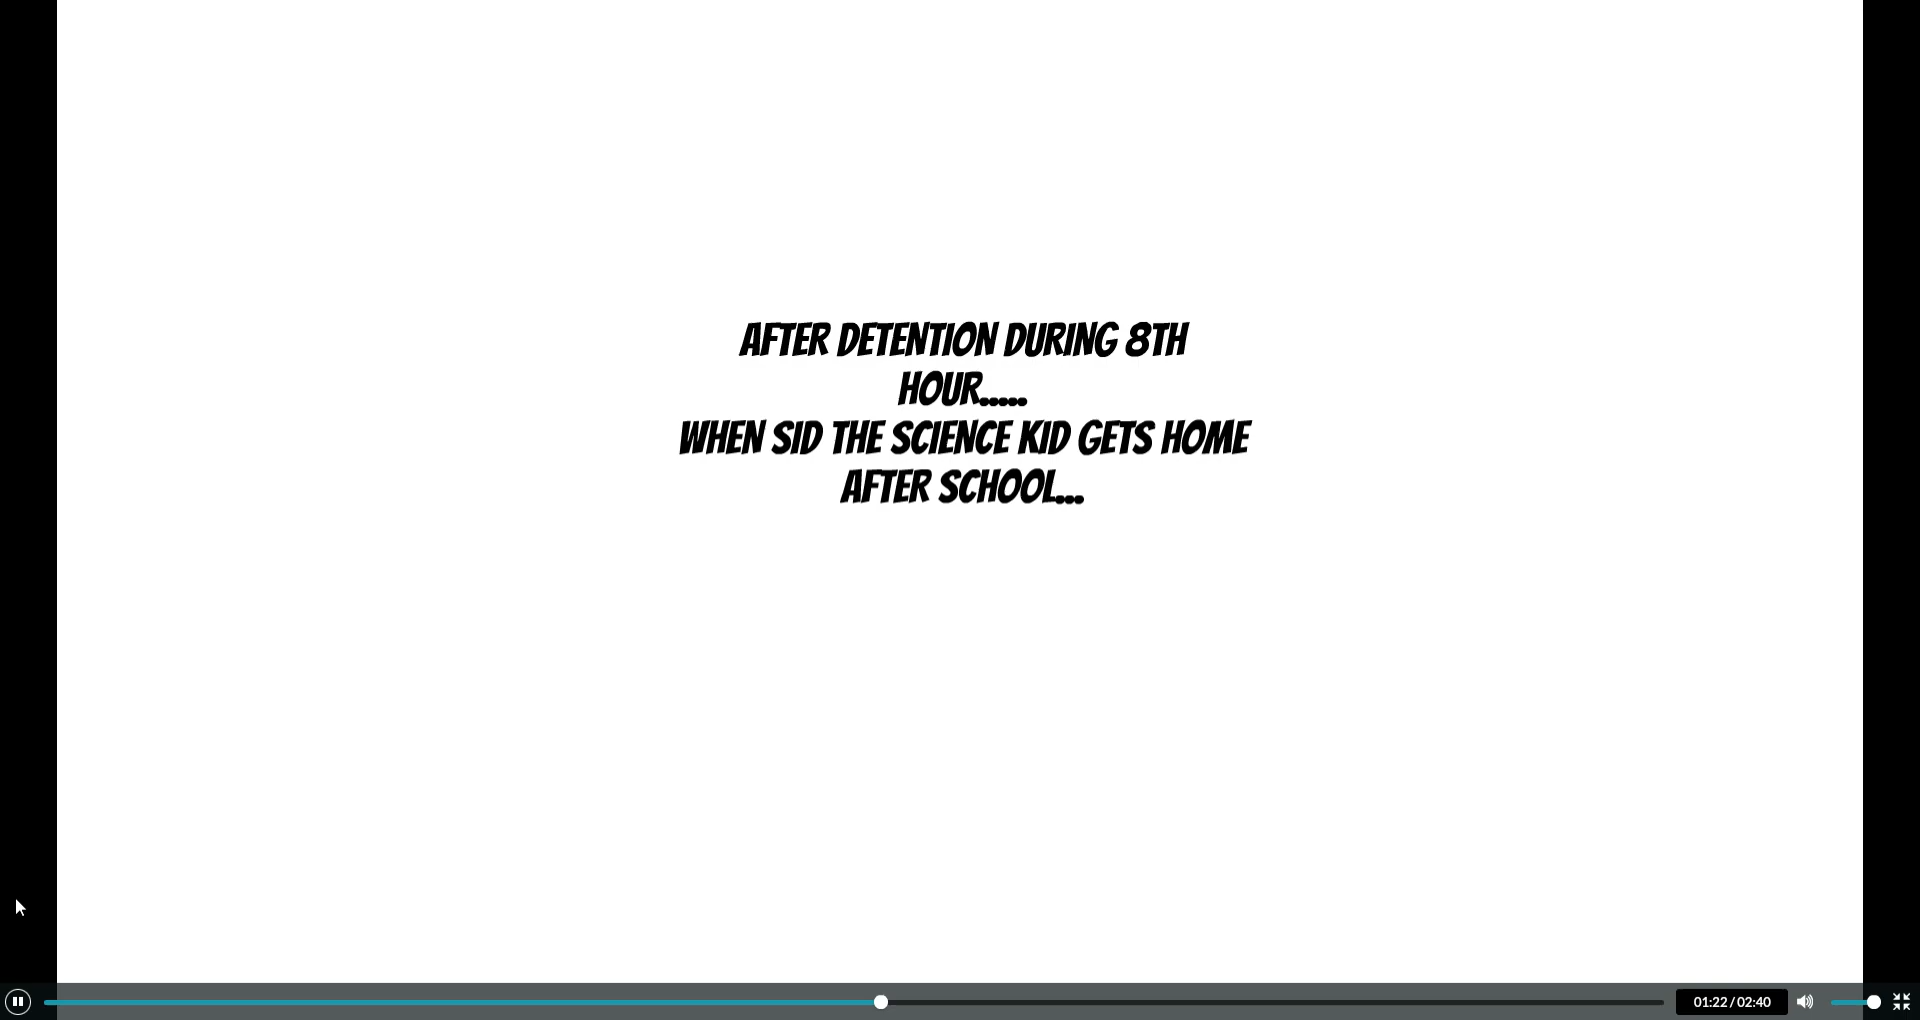 AFTER DETENTION DURING 8TH
HOUR.....
WHEN SID THE SCIENCE KID GETS HOME
AFTER SCHOOL...
01:22 / 02:40